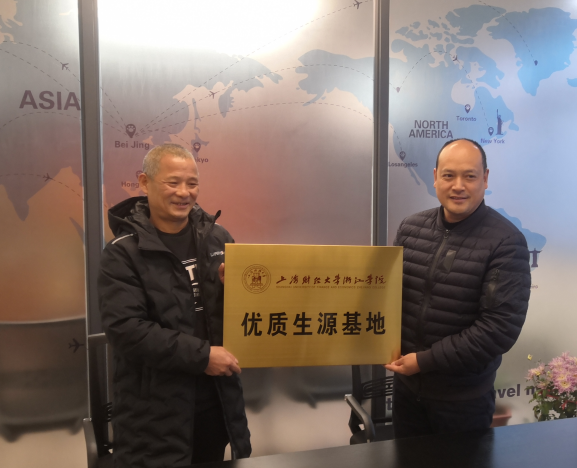 ASIA
Bei Jing
NORTH
AMERICA
Toronto
New York
Losangeles
上海财经大学浙江学院
优质生源基地